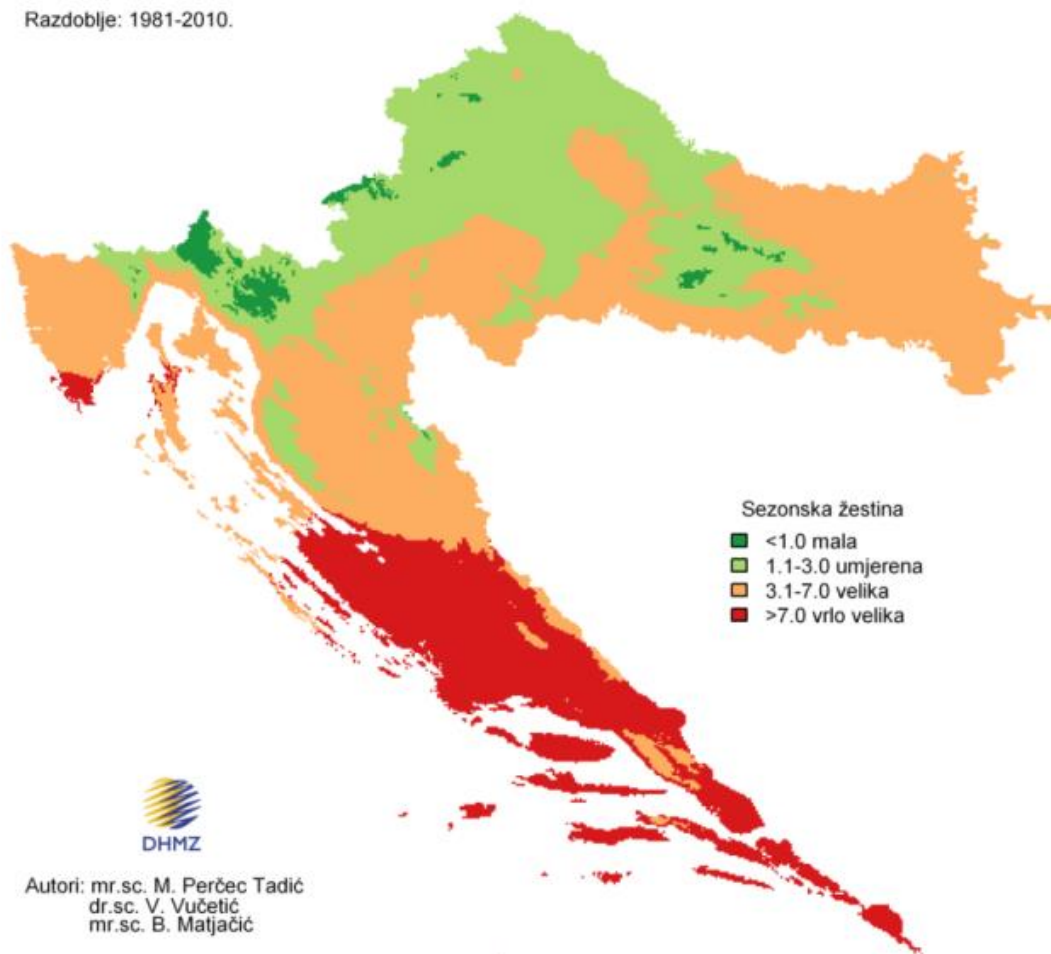 Razdoblje: 1981-2010.
Sezonska žestina
<1.0 mala
1.1-3.0 umjerena
3.1-7.0 velika
>7.0 vrlo velika
DHMZ
Autori: mr.sc. M. Perčec Tadić
dr.sc. V. Vučetić
mr.sc. B. Matjačić